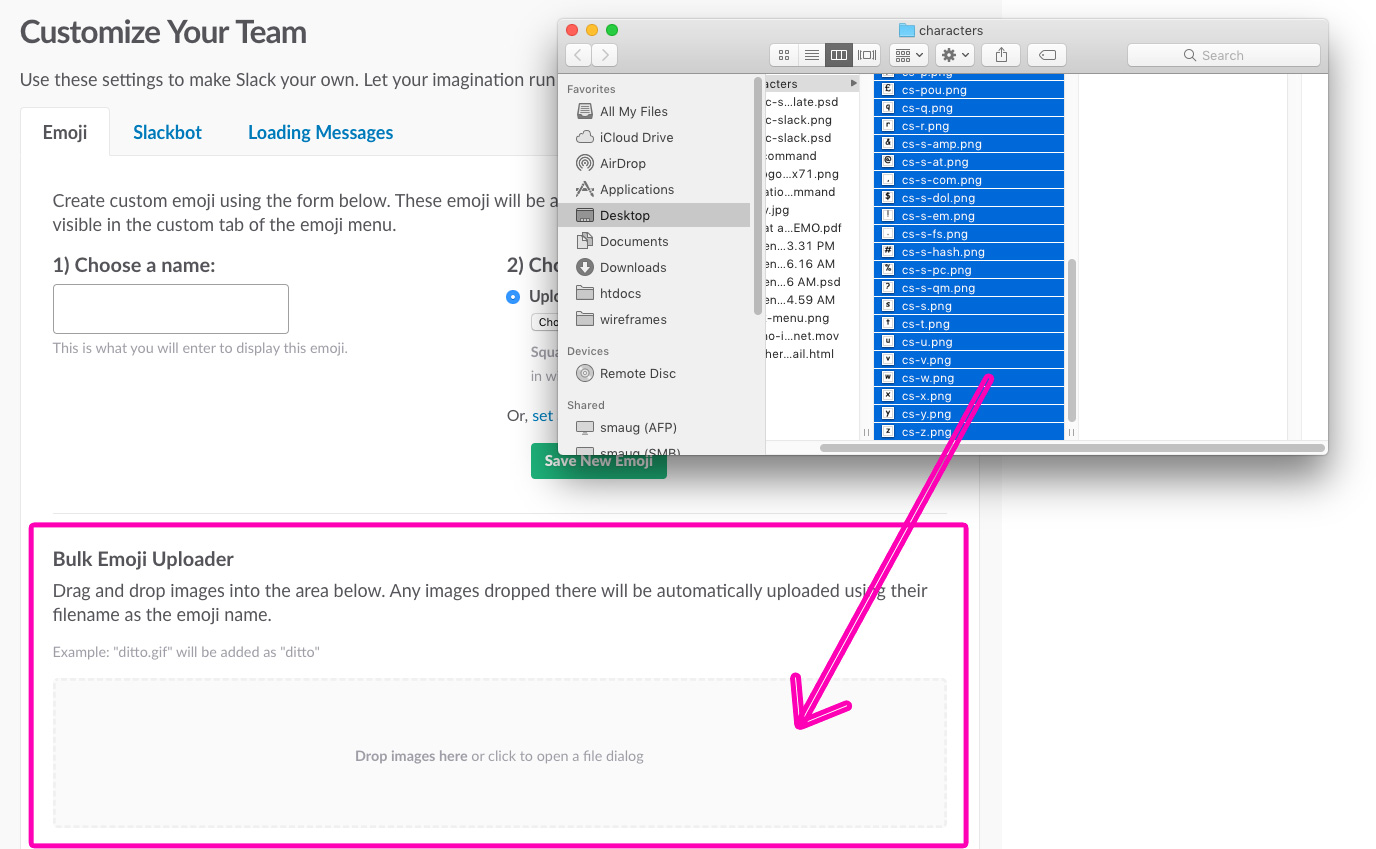 Customize Your Team
Use these settings to make Slack your own. Let your imagination run
Emoji
Slackbot
Loading Messages
Create custom emoji using the form below. These emoji will be a
visible in the custom tab of the emoji menu.
1) Choose a name:
This is what you will enter to display this emoji.
2) Cho
Uplo
Cho
Squa
in w
Or, set
Save New Emoji
characters
Search
Favorites
All My Files
iCloud Drive
AirDrop
Applications
Desktop
Documents
Downloads
htdocs
wireframes
Devices
Remote Disc
Shared
smaug (AFP)
smaug (SMB)
acters
c-s...late.psd
c-slack.png
c-slack.psd
ommand
ogo...x71.png
atio...mmand
v.jpg
at a...EMO.pdf
en...3.31 PM
en...6.16 AM
en...6 AM.psd
en...4.59 AM
-menu.png
no-i...net.mov
her...ail.html
cs-p.png
cs-pou.png
cs-q.png
cs-r.png
cs-s-amp.png
cs-s-at.png
cs-s-com.png
cs-s-dol.png
cs-s-em.png
cs-s-fs.png
cs-s-hash.png
cs-s-pc.png
cs-s-qm.png
cs-s.png
cs-t.png
cs-u.png
cs-v.png
cs-w.png
cs-x.png
cs-y.png
cs-z.png
Bulk Emoji Uploader
Drag and drop images into the area below. Any images dropped there will be automatically uploaded using their
filename as the emoji name.
Example: "ditto.gif" will be added as "ditto"
Drop images here or click to open a file dialog